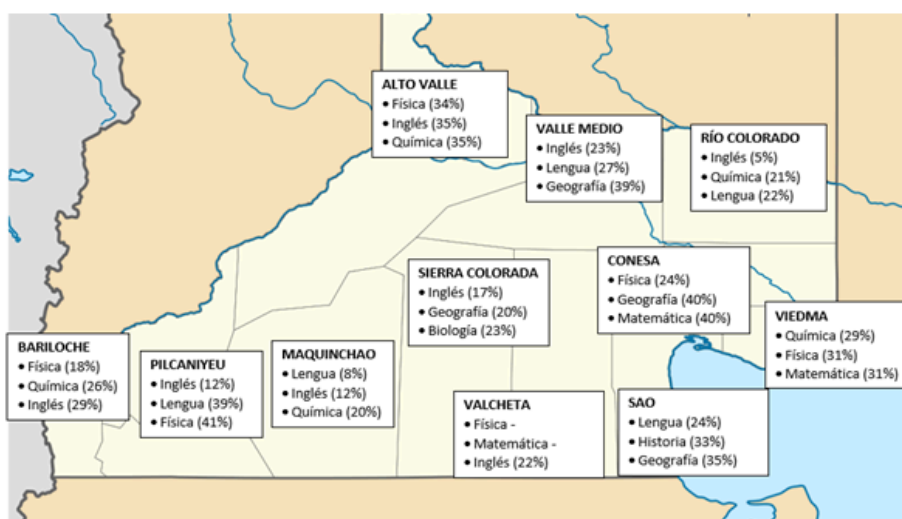 ALTO VALLE
• Física (34%)
• Inglés (35%)
• Química (35%)
VALLE MEDIO
• Inglés (23%)
• Lengua (27%)
• Geografía (39%)
RÍO COLORADO
• Inglés (5%)
• Química (21%)
• Lengua (22%)
SIERRA COLORADA
• Inglés (17%)
• Geografía (20%)
• Biología (23%)
CONESA
• Física (24%)
• Geografía (40%)
• Matemática (40%)
VIEDMA
• Química (29%)
• Física (31%)
• Matemática (31%)
BARILOCHE
• Física (18%)
• Química (26%)
• Inglés (29%)
PILCANIYEU
• Inglés (12%)
• Lengua (39%)
• Física (41%)
MAQUINCHAO
• Lengua (8%)
• Inglés (12%)
• Química (20%)
VALCHETA
• Física -
• Matemática -
• Inglés (22%)
SAO
• Lengua (24%)
• Historia (33%)
• Geografía (35%)